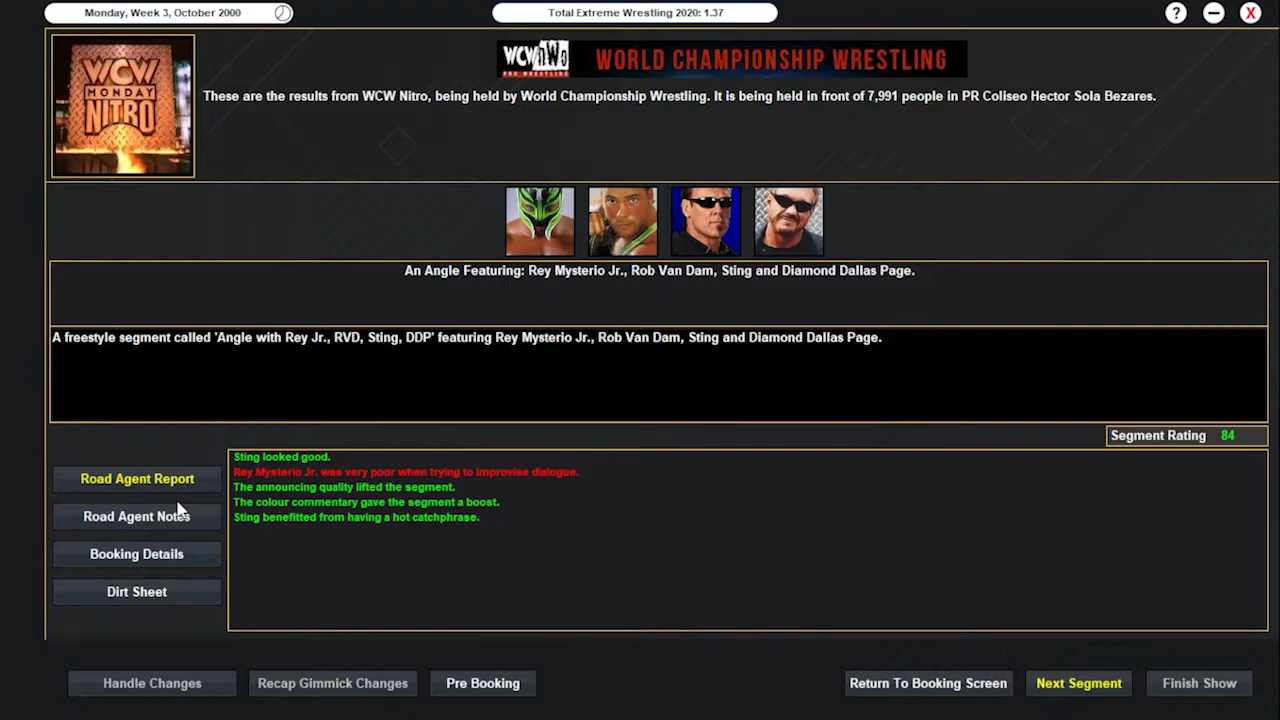 Monday, Week 3, October 2000
Total Extreme Wrestling 2020: 1.37
?
X
WCW
MONDAY
NITRO
WCW nWo
PRO WRESTLING
WORLD CHAMPIONSHIP WRESTLING
These are the results from WCW Nitro, being held by World Championship Wrestling. It is being held in front of 7,991 people in PR Coliseo Hector Sola Bezares.
An Angle Featuring: Rey Mysterio Jr., Rob Van Dam, Sting and Diamond Dallas Page.
A freestyle segment called 'Angle with Rey Jr., RVD, Sting, DDP' featuring Rey Mysterio Jr., Rob Van Dam, Sting and Diamond Dallas Page.
Segment Rating 84
Road Agent Report
Road Agent Notes
Booking Details
Dirt Sheet
Sting looked good.
Rey Mysterio Jr. was very poor when trying to improvise dialogue.
The announcing quality lifted the segment.
The colour commentary gave the segment a boost.
Sting benefitted from having a hot catchphrase.
Handle Changes
Recap Gimmick Changes
Pre Booking
Return To Booking Screen
Next Segment
Finish Show